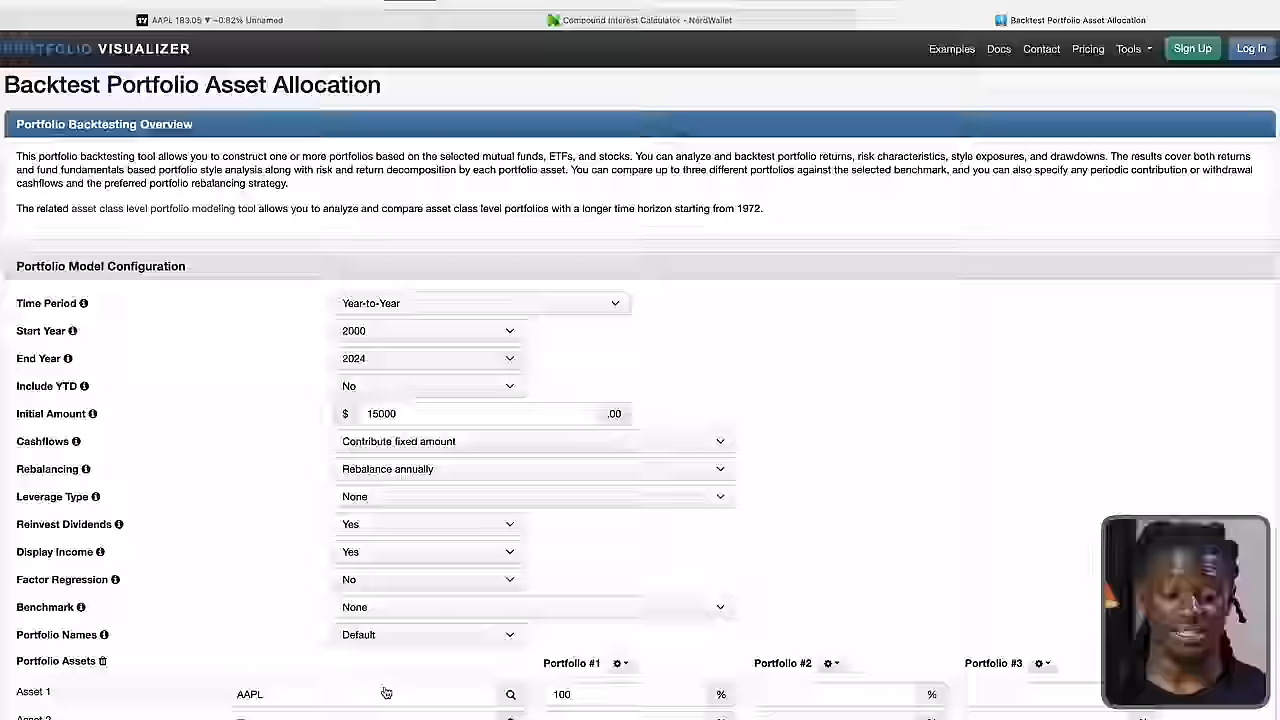 AAPL 183.05 ▼ −0.82% Unnamed
Compound Interest Calculator - NerdWallet
Backtest Portfolio Asset Allocation
VISUALIZER
Examples Docs Contact Pricing Tools Sign Up Log In
Backtest Portfolio Asset Allocation
Portfolio Backtesting Overview
This portfolio backtesting tool allows you to construct one or more portfolios based on the selected mutual funds, ETFs, and stocks. You can analyze and backtest portfolio returns, risk characteristics, style exposures, and drawdowns. The results cover both returns
and fund fundamentals based portfolio style analysis along with risk and return decomposition by each portfolio asset. You can compare up to three different portfolios against the selected benchmark, and you can also specify any periodic contribution or withdrawal
cashflows and the preferred portfolio rebalancing strategy.
The related asset class level portfolio modeling tool allows you to analyze and compare asset class level portfolios with a longer time horizon starting from 1972.
Portfolio Model Configuration
Time Period Year-to-Year
Start Year 2000
End Year 2024
Include YTD No
Initial Amount $ 15000 .00
Cashflows Contribute fixed amount
Rebalancing Rebalance annually
Leverage Type None
Reinvest Dividends Yes
Display Income Yes
Factor Regression No
Benchmark None
Portfolio Names Default
Portfolio Assets Portfolio #1 Portfolio #2 Portfolio #3
Asset 1 AAPL 100 % %